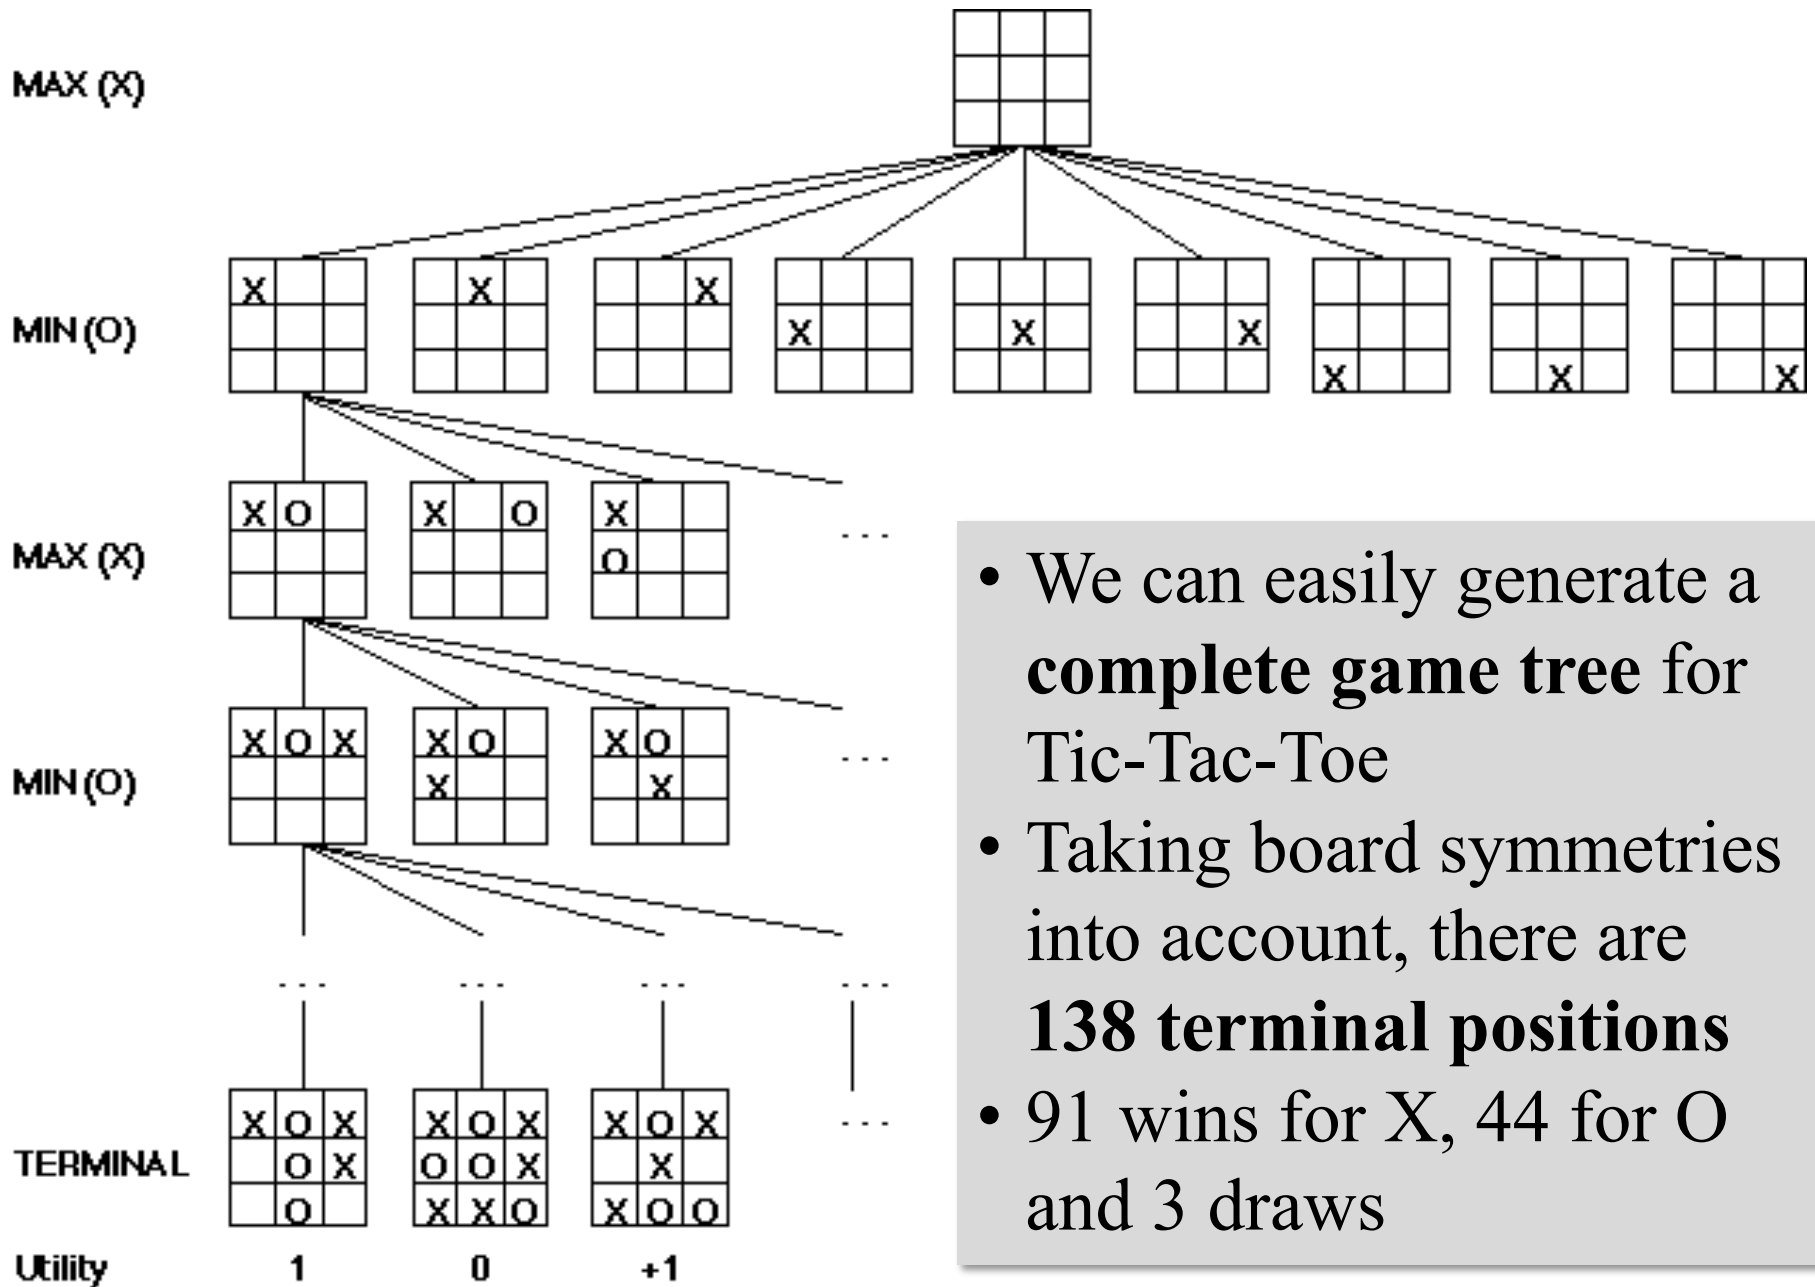 MAX (X)
X X X
X X X
X X X
MIN (O)
X O X O X
MAX (X)
O
. . .
X O X X O X O
MIN (O)
X X
. . .
. . . . . . . . . . . .
X O X X O X X O X
. . .
TERMINAL
O X O O X X
O X X O X O O
Utility 1 0 +1
• We can easily generate a
complete game tree for
Tic-Tac-Toe
• Taking board symmetries
into account, there are
138 terminal positions
• 91 wins for X, 44 for O
and 3 draws